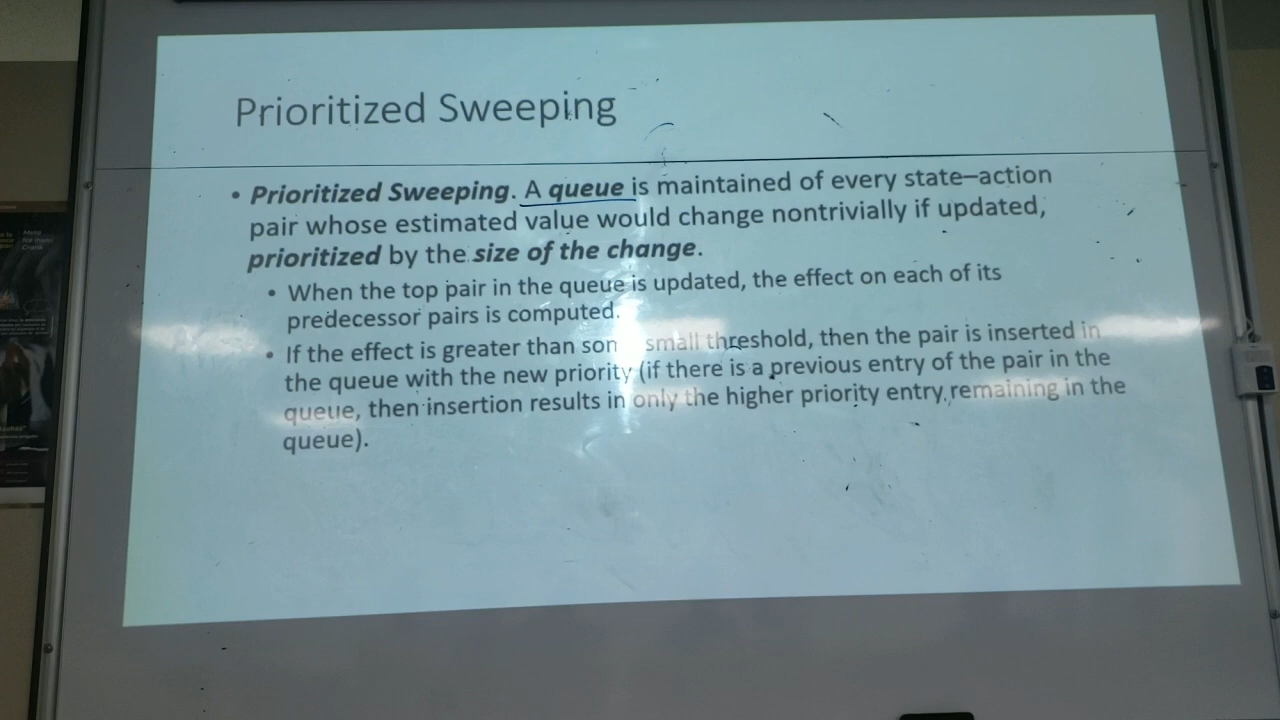 Prioritized Sweeping
• Prioritized Sweeping. A queue is maintained of every state–action
pair whose estimated value would change nontrivially if updated,
prioritized by the size of the change.
• When the top pair in the queue is updated, the effect on each of its
predecessor pairs is computed.
• If the effect is greater than som small threshold, then the pair is inserted in
the queue with the new priority (if there is a previous entry of the pair in the
queue, then insertion results in only the higher priority entry remaining in the
queue).